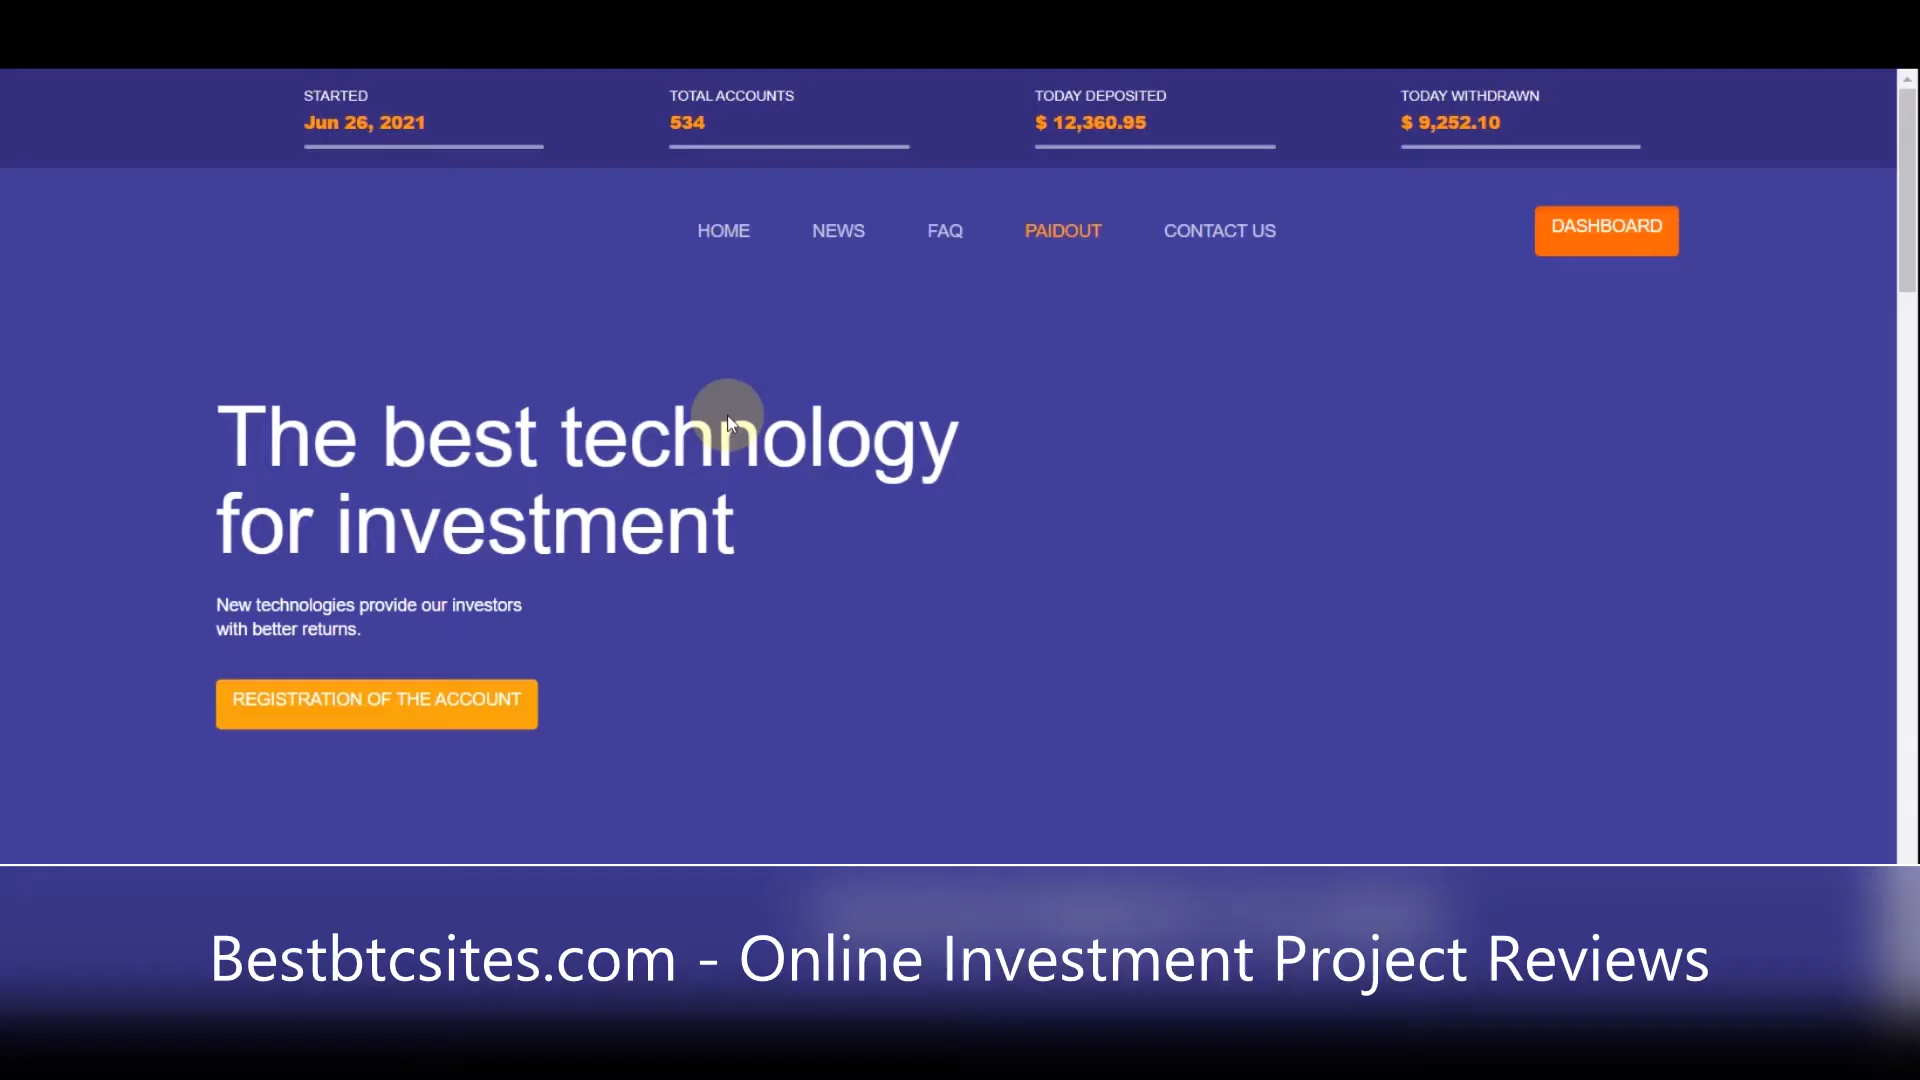 STARTED
Jun 26, 2021
TOTAL ACCOUNTS
534
TODAY DEPOSITED
$ 12,360.95
TODAY WITHDRAWN
$ 9,252.10
HOME NEWS FAQ PAIDOUT CONTACT US
DASHBOARD
The best technology
for investment
New technologies provide our investors
with better returns.
REGISTRATION OF THE ACCOUNT
Bestbtcsites.com - Online Investment Project Reviews